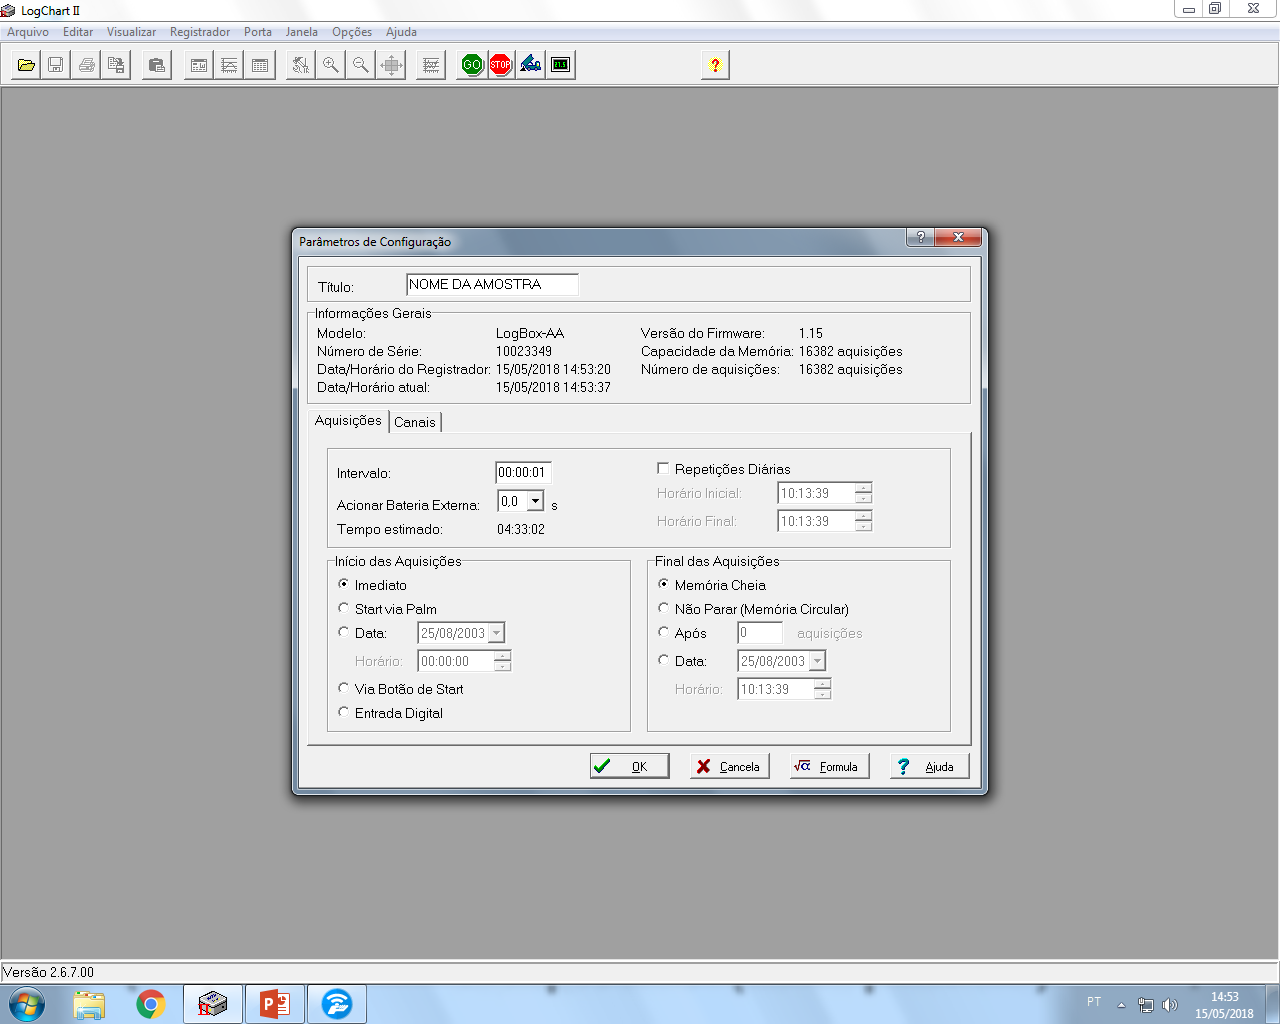 LogChart II
Arquivo Editar Visualizar Registrador Porta Janela Opções Ajuda
GO STOP ?
Parâmetros de Configuração
Título: NOME DA AMOSTRA
Informações Gerais
Modelo: LogBox-AA Versão do Firmware: 1.15
Número de Série: 10023349 Capacidade da Memória: 16382 aquisições
Data/Horário do Registrador: 15/05/2018 14:53:20 Número de aquisições: 16382 aquisições
Data/Horário atual: 15/05/2018 14:53:37
Aquisições Canais
Intervalo: 00:00:01 Repetições Diárias
Horário Inicial: 10:13:39
Acionar Bateria Externa: 0,0 s
Horário Final: 10:13:39
Tempo estimado: 04:33:02
Início das Aquisições Final das Aquisições
Imediato Memória Cheia
Start via Palm Não Parar (Memória Circular)
Data: 25/08/2003 Após 0 aquisições
Horário: 00:00:00 Data: 25/08/2003
Via Botão de Start Horário: 10:13:39
Entrada Digital
OK Cancela Formula Ajuda
Versão 2.6.7.00
PT 14:53
15/05/2018